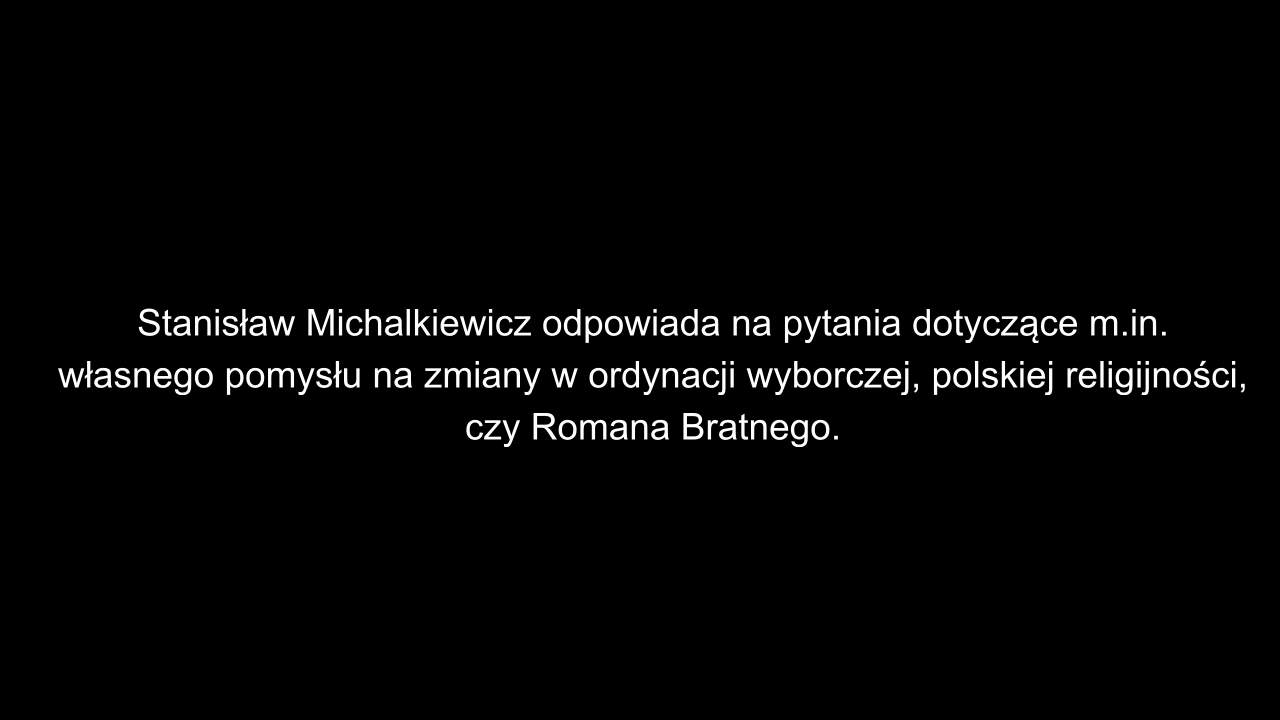 Stanisław Michalkiewicz odpowiada na pytania dotyczące m.in.
własnego pomysłu na zmiany w ordynacji wyborczej, polskiej religijności,
czy Romana Bratnego.